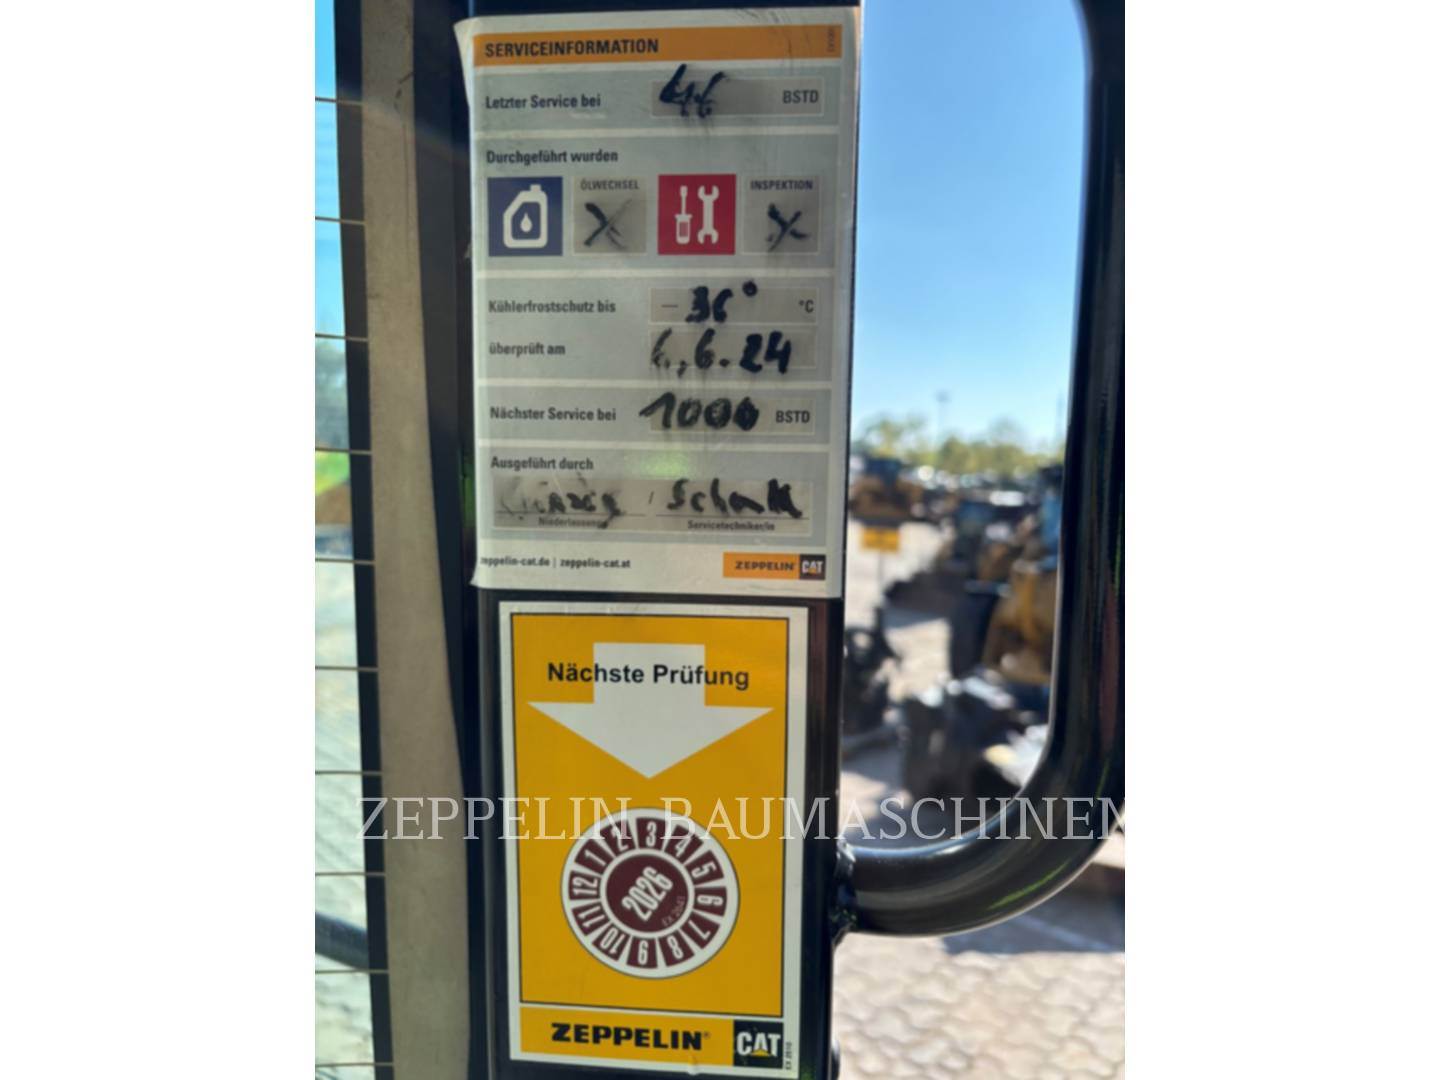 SERVICEINFORMATION
Letzter Service bei BSTD
Durchgeführt wurden
ÖLWECHSEL X INSPEKTION X
Kühlerfrostschutz bis – 36° °C
überprüft am 6.6.24
Nächster Service bei 1000 BSTD
Ausgeführt durch
/ Schenk
Niederlassung Servicetechniker/in
zeppelin-cat.de | zeppelin-cat.at ZEPPELIN CAT
Nächste Prüfung
ZEPPELIN BAUMASCHINEN
1 2 3 4 5 6 7 8 9 10 11 12
2026
ZEPPELIN® CAT